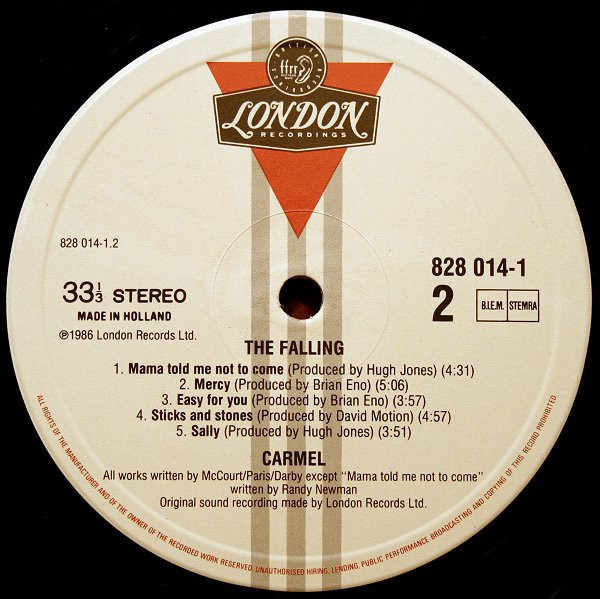 BRITISH
ffrr
LONDON
RECORDINGS
828 014-1.2
828 014-1
33⅓ STEREO
2
B.I.E.M. STEMRA
MADE IN HOLLAND
℗1986 London Records Ltd.
THE FALLING
1. Mama told me not to come (Produced by Hugh Jones) (4:31)
2. Mercy (Produced by Brian Eno) (5:06)
3. Easy for you (Produced by Brian Eno) (3:57)
4. Sticks and stones (Produced by David Motion) (4:57)
5. Sally (Produced by Hugh Jones) (3:51)
CARMEL
All works written by McCourt/Paris/Darby except "Mama told me not to come"
written by Randy Newman
Original sound recording made by London Records Ltd.
ALL RIGHTS OF THE MANUFACTURER AND OF THE OWNER OF THE RECORDED WORK RESERVED. UNAUTHORISED HIRING, LENDING, PUBLIC PERFORMANCE BROADCASTING AND COPYING OF THIS RECORD PROHIBITED.